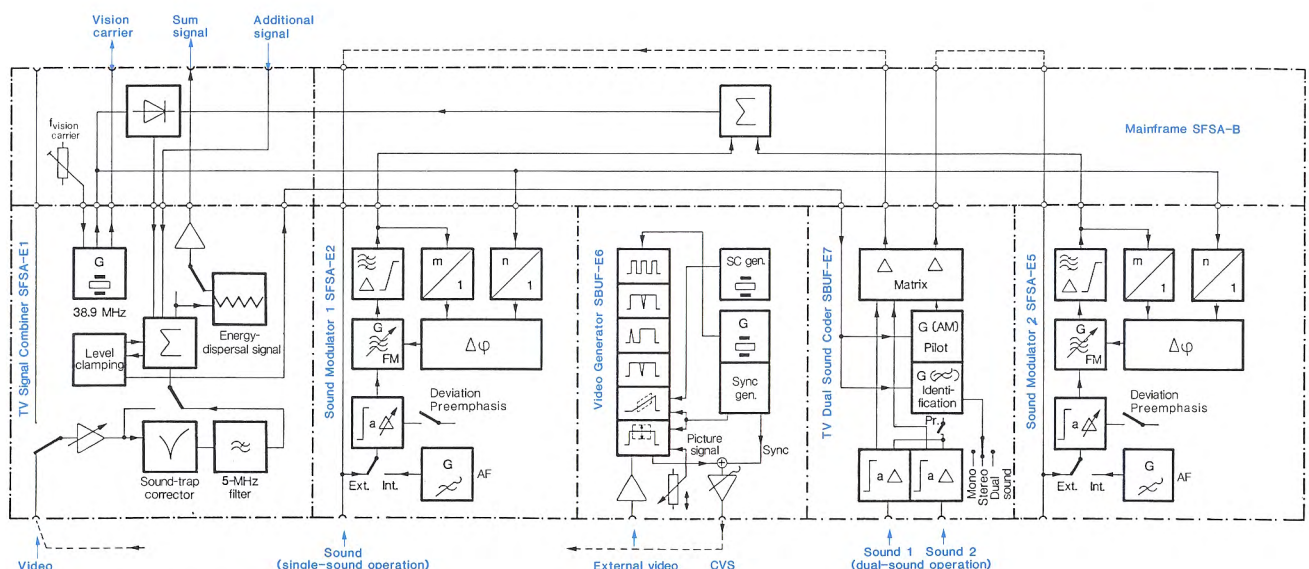 Vision
carrier
Sum
signal
Additional
signal
f vision
carrier
Σ
Mainframe SFSA-B
TV Signal Combiner SFSA-E1
G
38.9 MHz
Energy-
dispersal signal
Level
clamping
Σ
Sound-trap
corrector
5-MHz
filter
Sound Modulator 1 SFSA-E2
m
1
n
1
G
FM
Δφ
a
Deviation
Preemphasis
Ext. Int.
G
AF
Video Generator SBUF-E6
SC gen.
G
Sync
gen.
Picture
signal
Sync
TV Dual Sound Coder SBUF-E7
Matrix
G (AM)
Pilot
G
Identi-
fication
Pr.
a
a
Mono
Stereo
Dual
sound
Sound Modulator 2 SFSA-E5
m
1
n
1
G
FM
Δφ
a
Deviation
Preemphasis
Ext. Int.
G
AF
Video
Sound
(single-sound operation)
External video
CVS
Sound 1 Sound 2
(dual-sound operation)